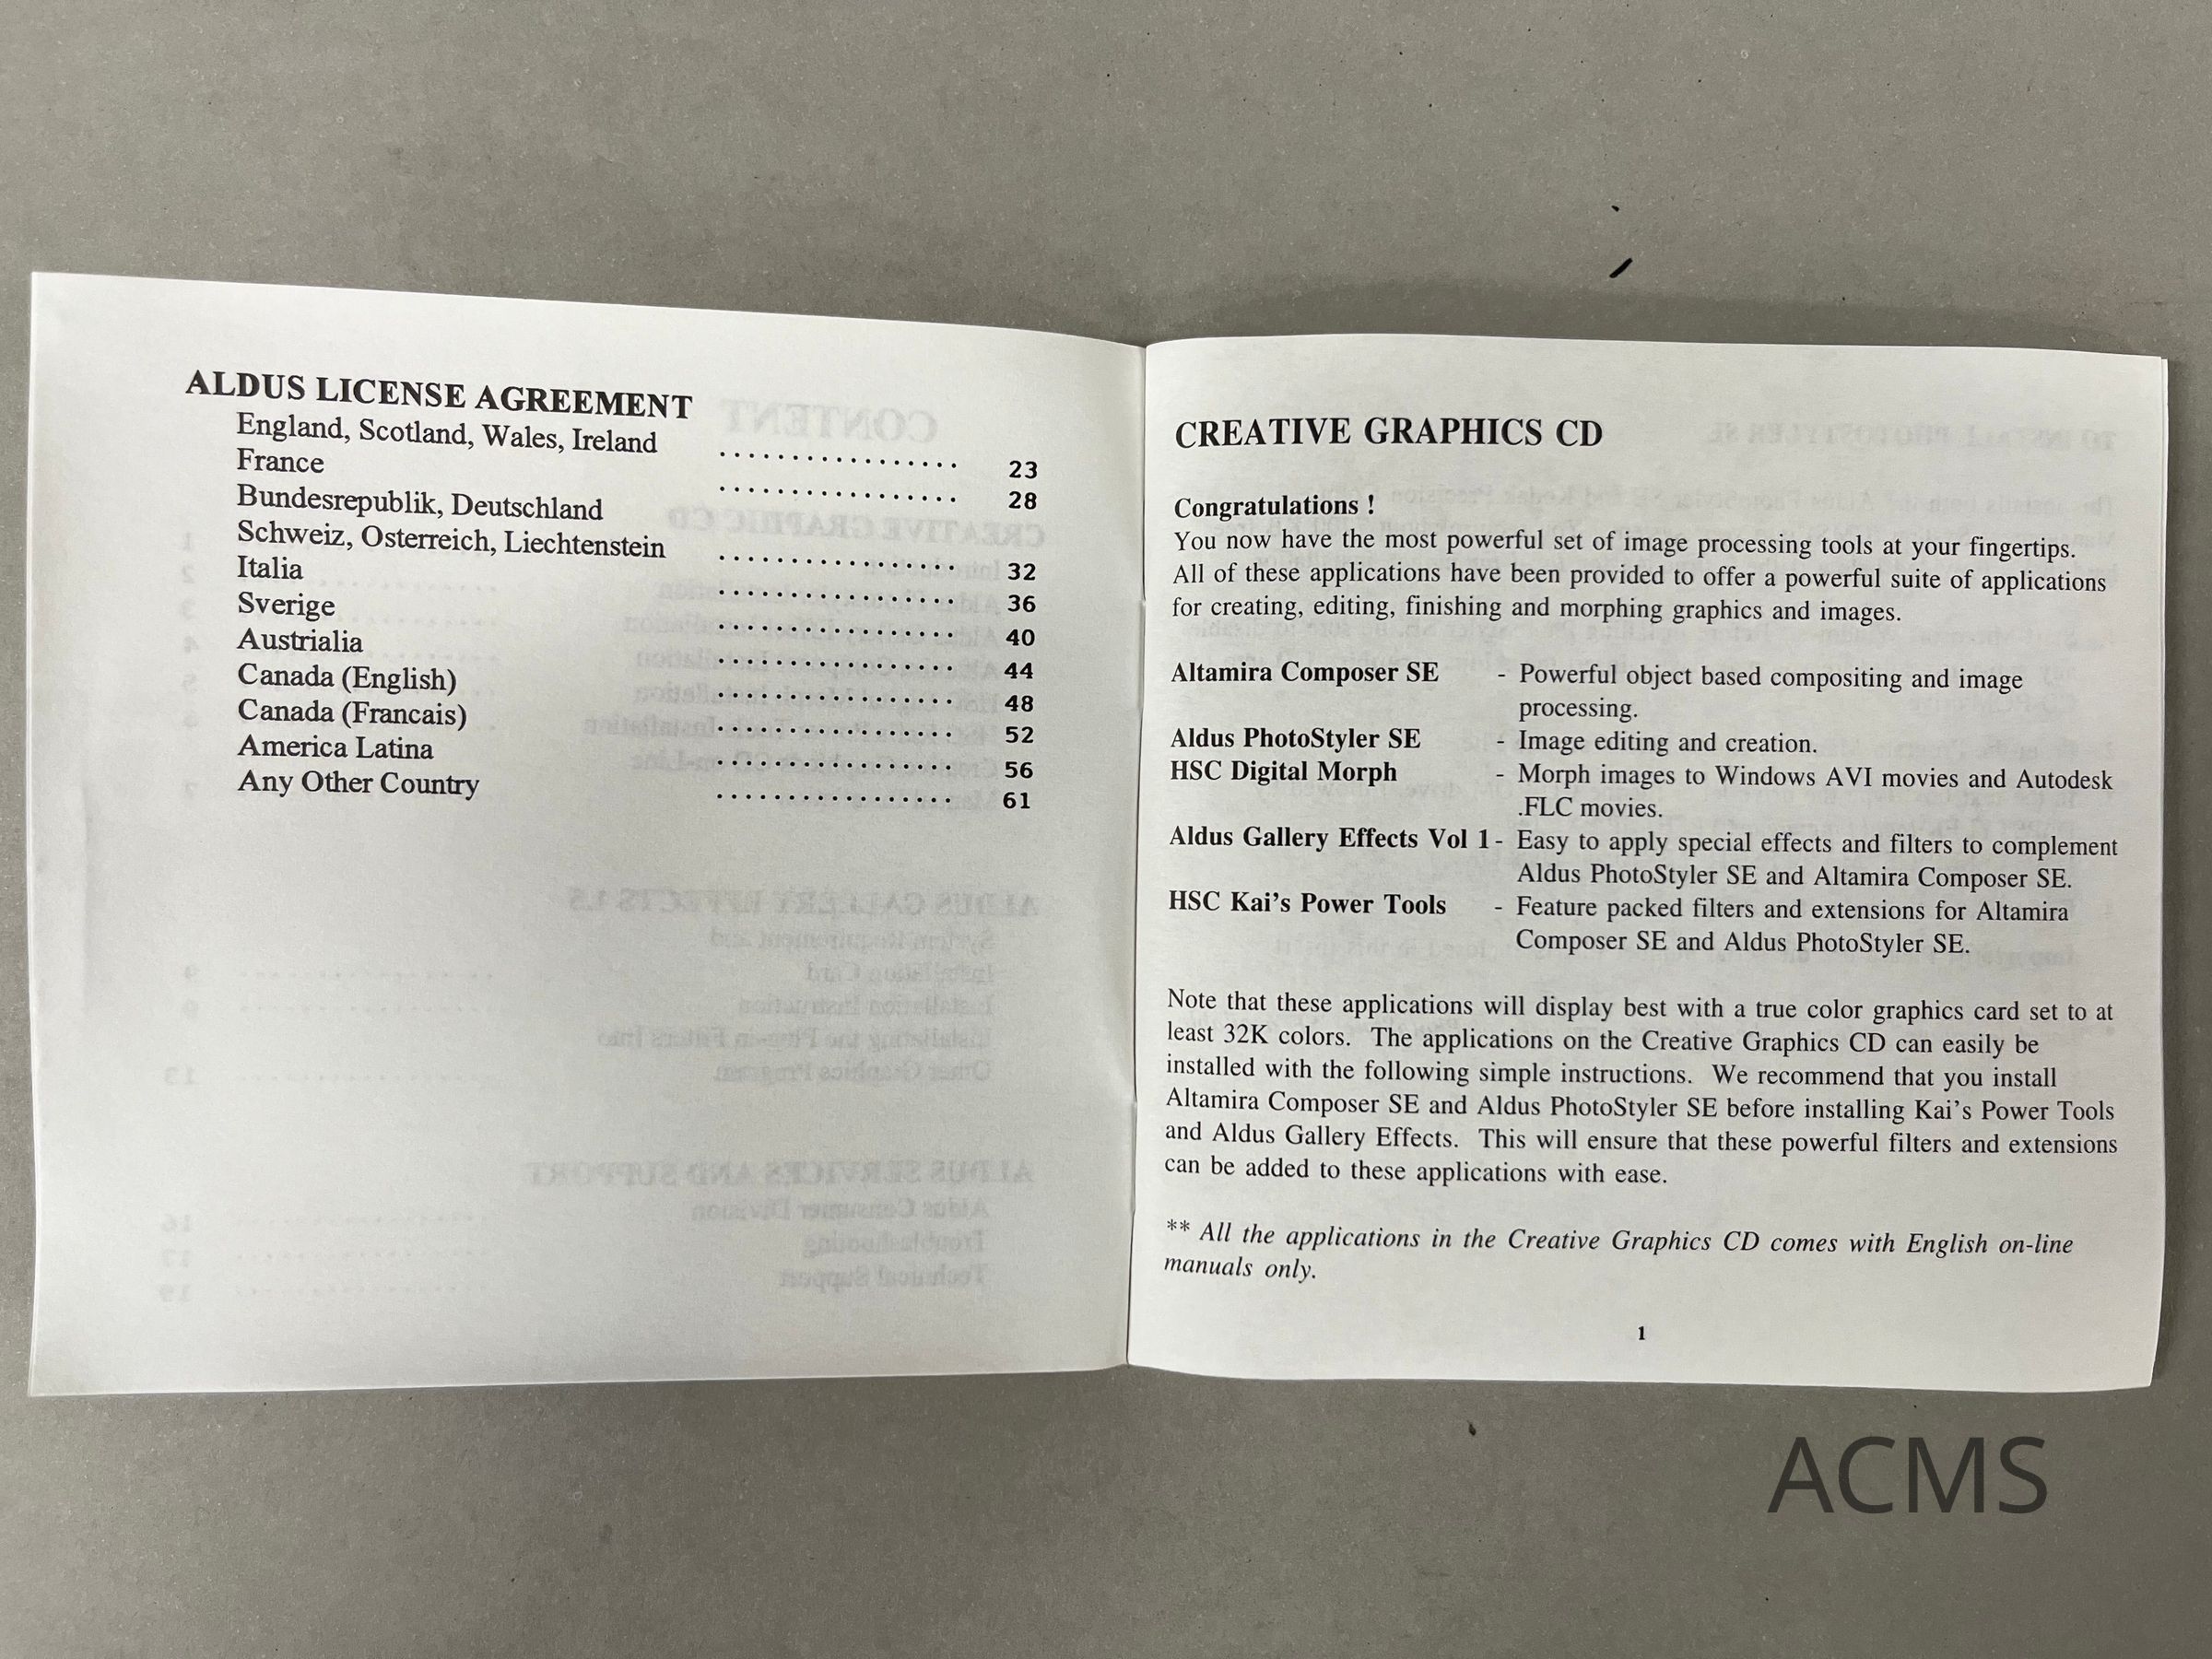 ALDUS LICENSE AGREEMENT
England, Scotland, Wales, Ireland ................. 23
France ................. 28
Bundesrepublik, Deutschland
Schweiz, Osterreich, Liechtenstein ................. 32
Italia ................. 36
Sverige ................. 40
Austrialia ................. 44
Canada (English) ................. 48
Canada (Francais) ................. 52
America Latina ................. 56
Any Other Country ................. 61
CREATIVE GRAPHICS CD
Congratulations !
You now have the most powerful set of image processing tools at your fingertips.
All of these applications have been provided to offer a powerful suite of applications
for creating, editing, finishing and morphing graphics and images.
Altamira Composer SE - Powerful object based compositing and image
processing.
Aldus PhotoStyler SE - Image editing and creation.
HSC Digital Morph - Morph images to Windows AVI movies and Autodesk
.FLC movies.
Aldus Gallery Effects Vol 1 - Easy to apply special effects and filters to complement
Aldus PhotoStyler SE and Altamira Composer SE.
HSC Kai's Power Tools - Feature packed filters and extensions for Altamira
Composer SE and Aldus PhotoStyler SE.
Note that these applications will display best with a true color graphics card set to at
least 32K colors. The applications on the Creative Graphics CD can easily be
installed with the following simple instructions. We recommend that you install
Altamira Composer SE and Aldus PhotoStyler SE before installing Kai's Power Tools
and Aldus Gallery Effects. This will ensure that these powerful filters and extensions
can be added to these applications with ease.
** All the applications in the Creative Graphics CD comes with English on-line
manuals only.
1
ACMS